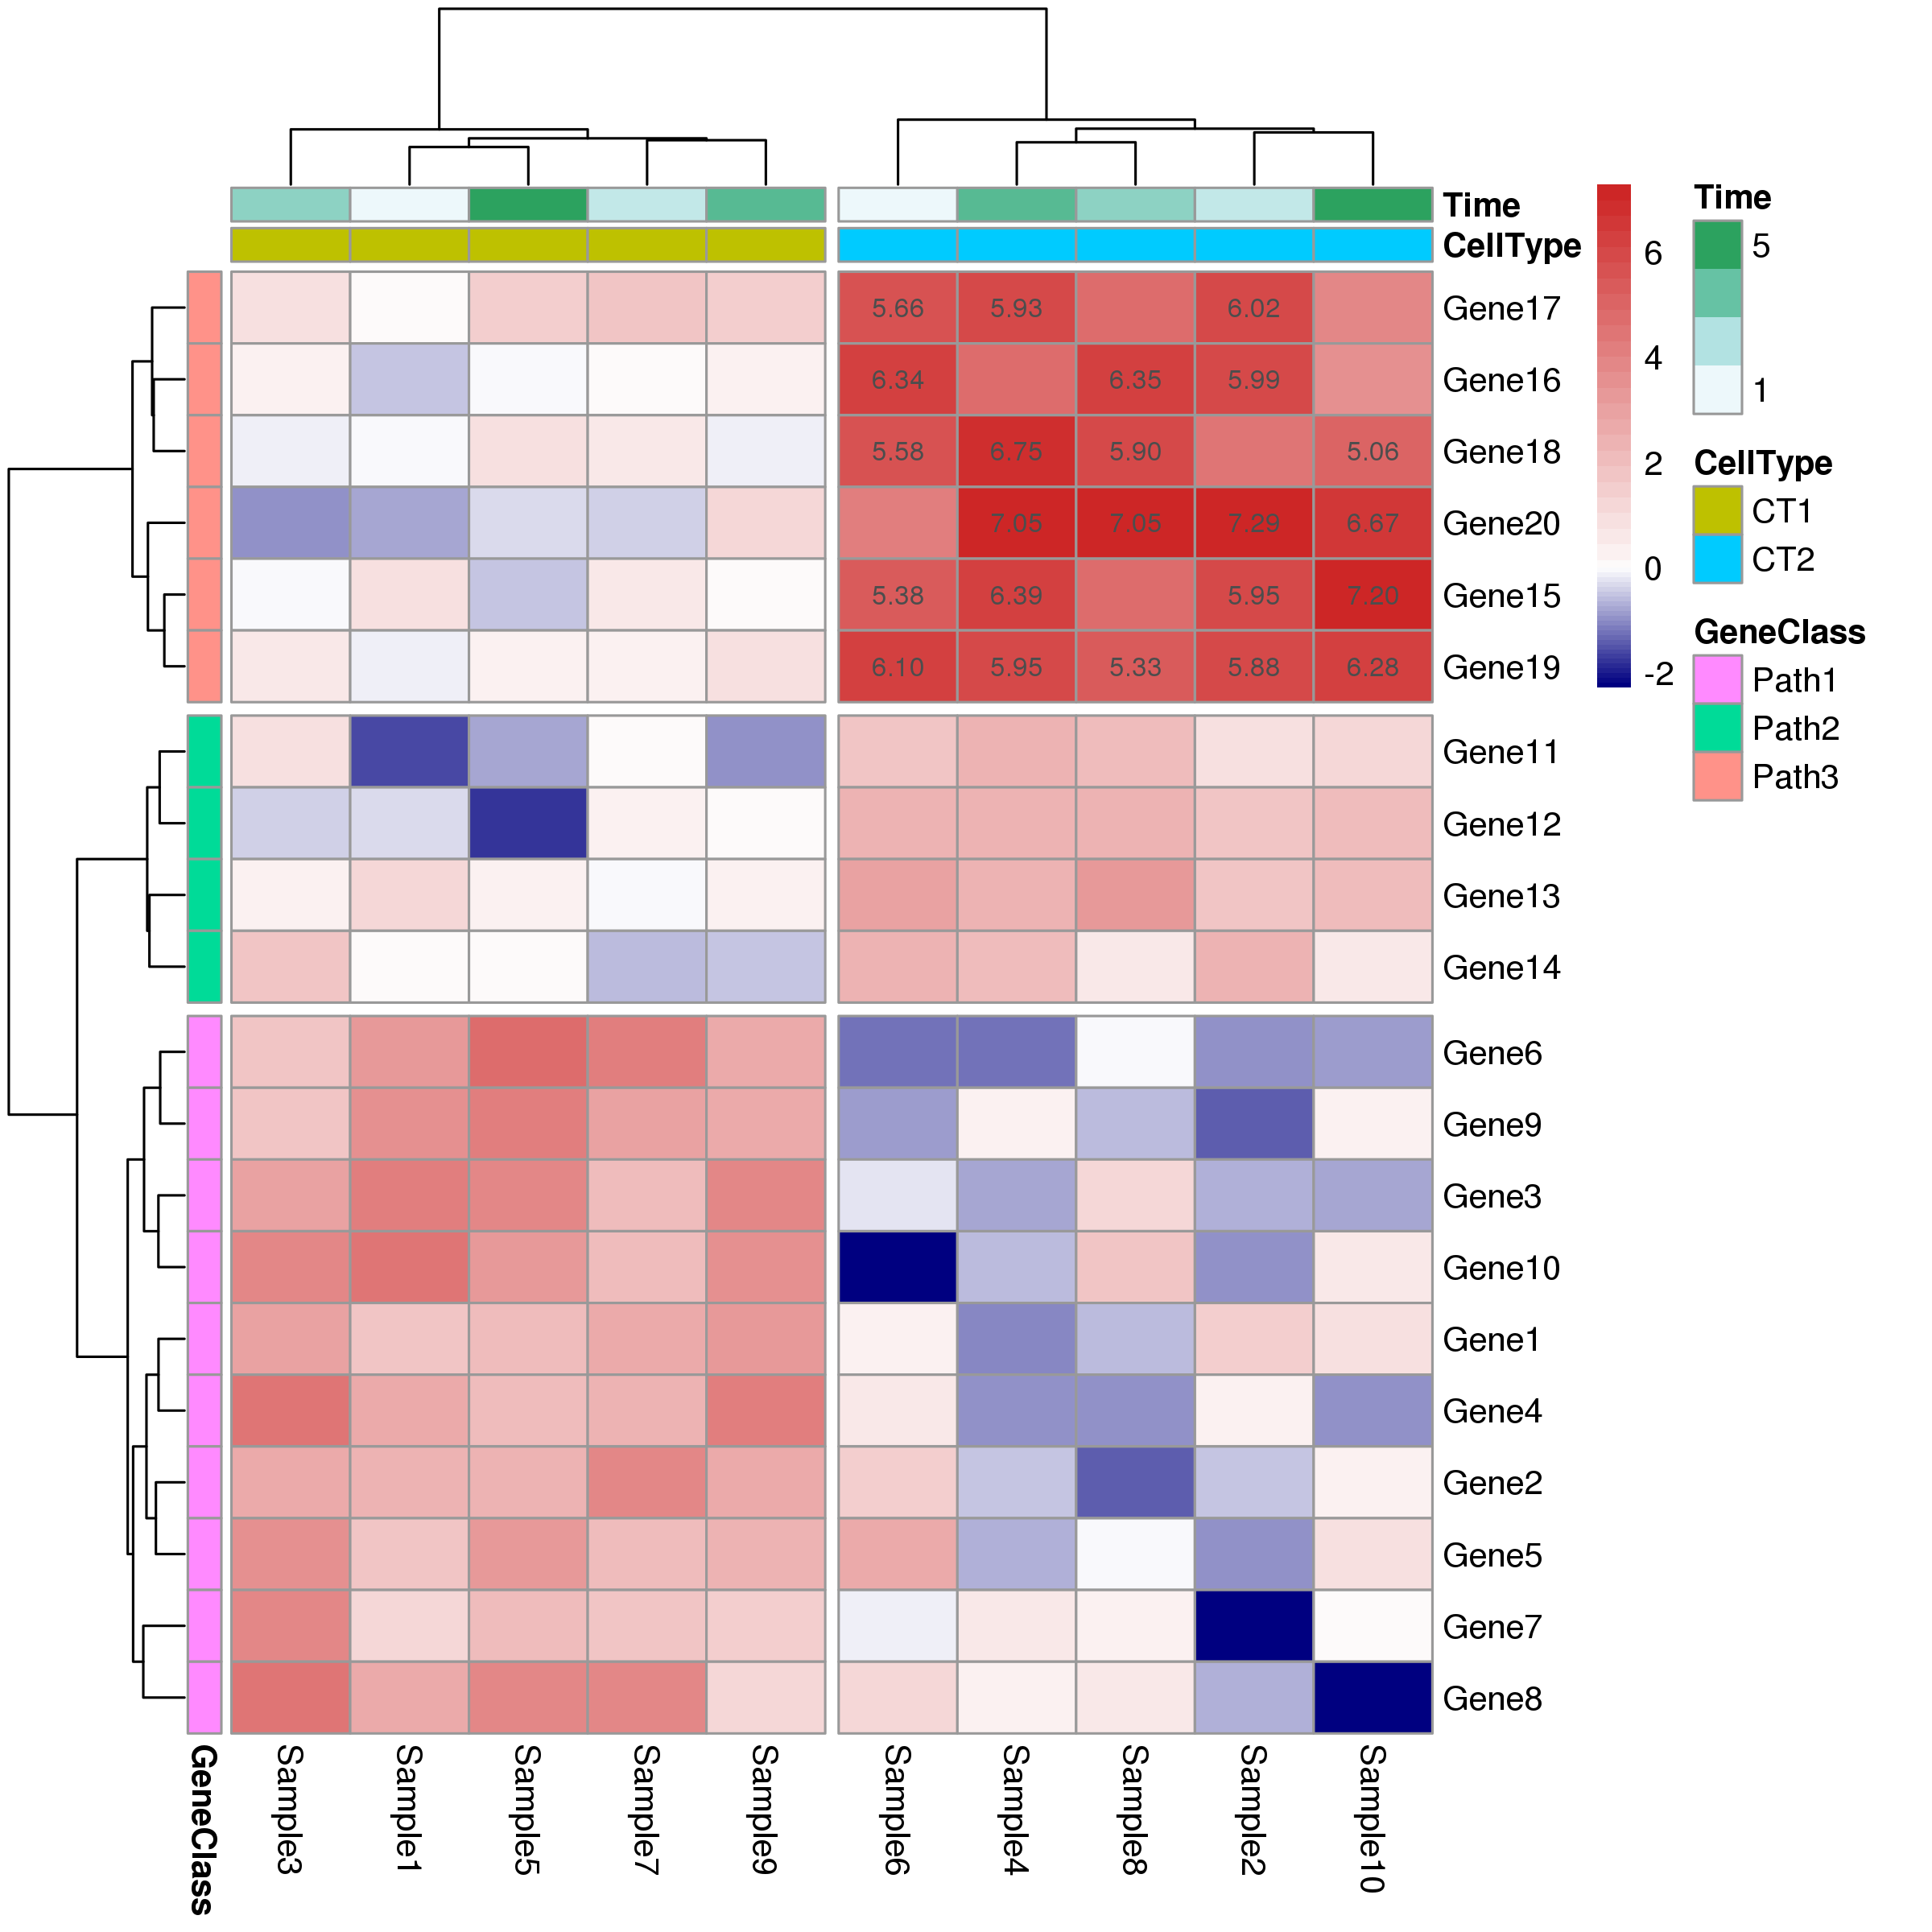 Time
CellType
5.66 5.93 6.02 Gene17
6.34 6.35 5.99 Gene16
5.58 6.75 5.90 5.06 Gene18
7.05 7.05 7.29 6.67 Gene20
5.38 6.39 5.95 7.20 Gene15
6.10 5.95 5.33 5.88 6.28 Gene19
Gene11
Gene12
Gene13
Gene14
Gene6
Gene9
Gene3
Gene10
Gene1
Gene4
Gene2
Gene5
Gene7
Gene8
GeneClass
Sample3
Sample1
Sample5
Sample7
Sample9
Sample6
Sample4
Sample8
Sample2
Sample10
6
4
2
0
-2
Time
5
1
CellType
CT1
CT2
GeneClass
Path1
Path2
Path3